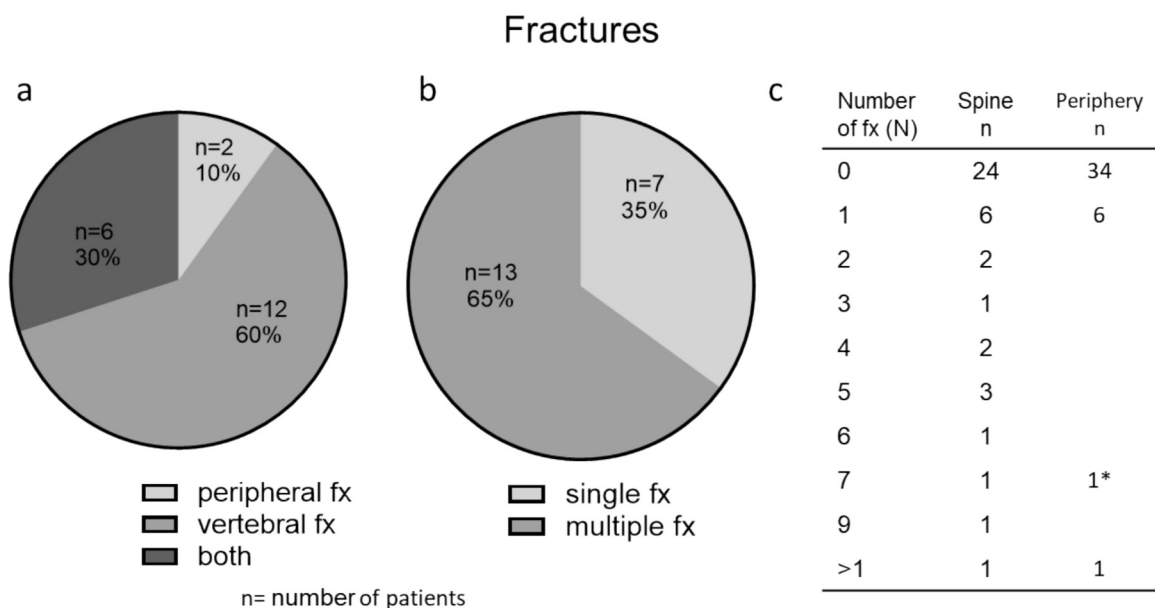 Fractures
a
n=2
10%
n=6
30%
n=12
60%
peripheral fx
vertebral fx
both
n= number of patients
b
n=7
35%
n=13
65%
single fx
multiple fx
c
Number Spine Periphery
of fx (N) n n
0 24 34
1 6 6
2 2
3 1
4 2
5 3
6 1
7 1 1*
9 1
>1 1 1